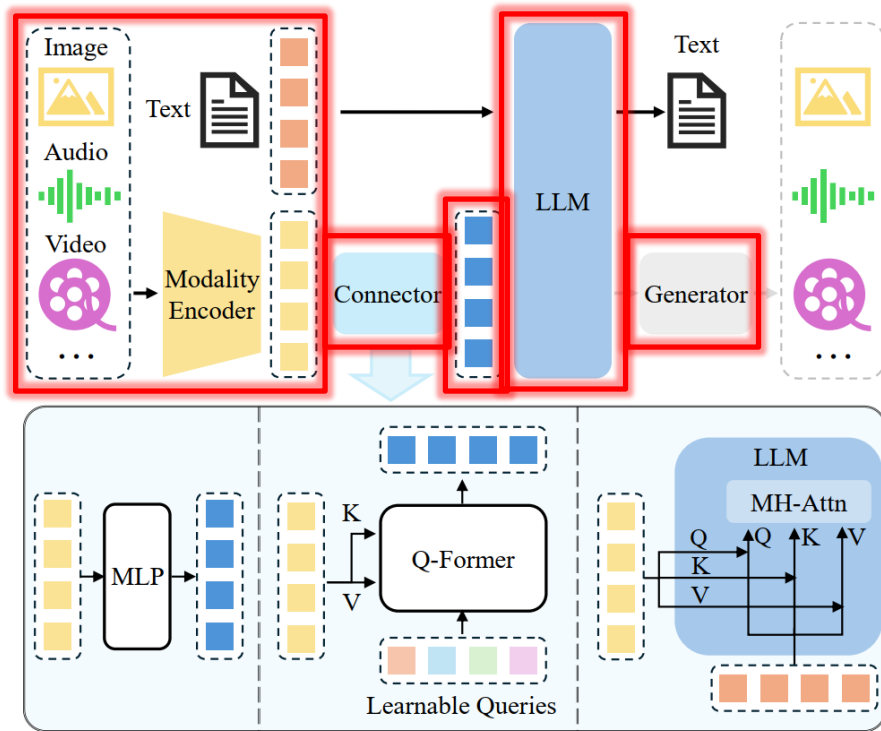 Image
Text
Audio
Video
...
Modality
Encoder
Connector
LLM
Text
Generator
...
MLP
K
V
Q-Former
Learnable Queries
LLM
MH-Attn
Q
K
V
Q
K
V